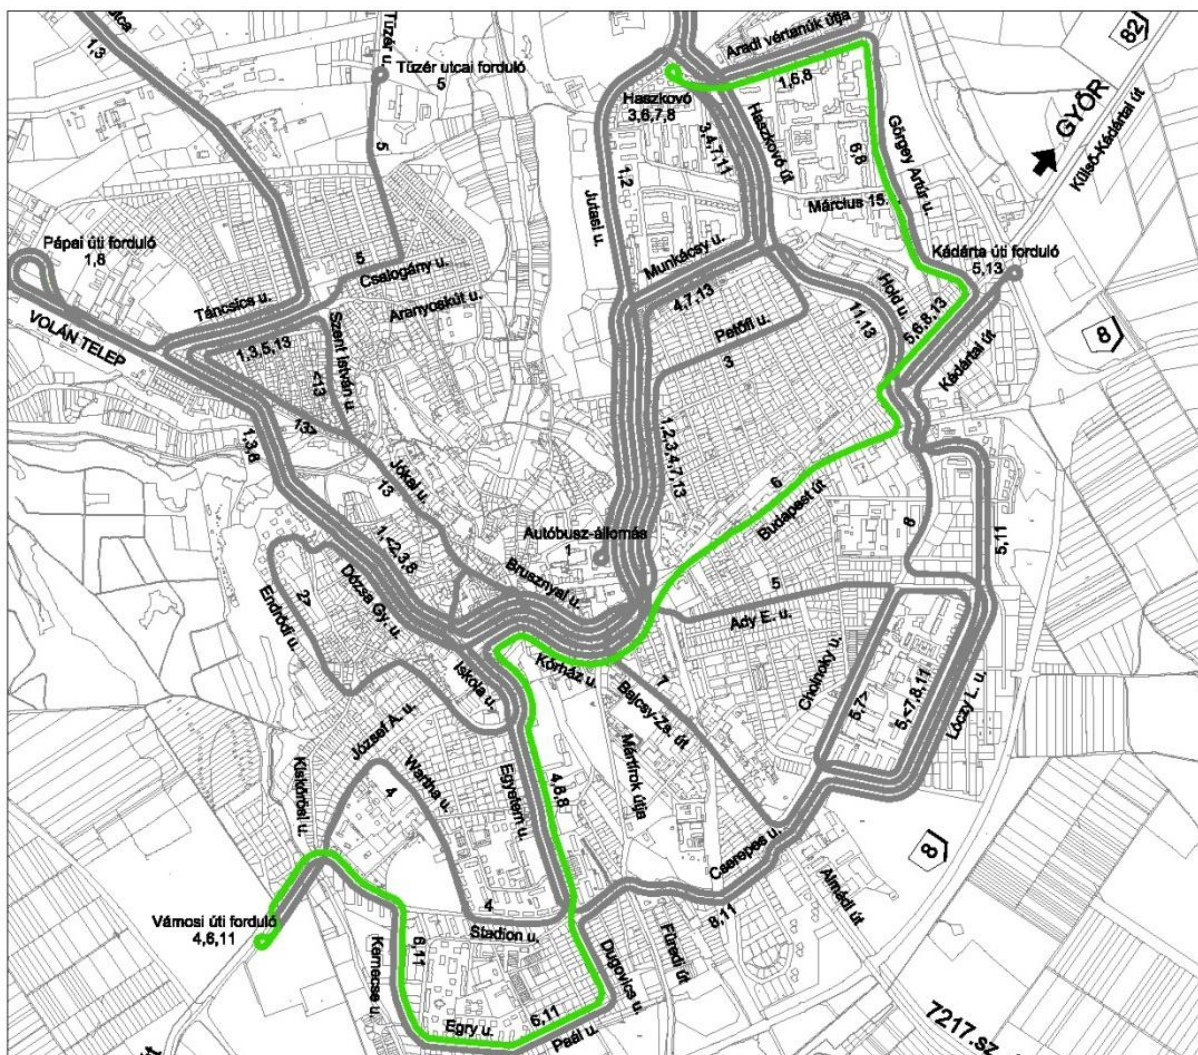 utca
1,3
Tüzér u.
Tüzér utcai forduló
5
5
Aradi vértanúk útja
1,6,8
82
GYŐR
Külső-Kádártai út
Haszkovó
3,6,7,8
3,4,7,11
Haszkovó út
6,8
Görgey Artúr u.
1,2
Jutasi u.
Március 15.
Pápai úti forduló
1,8
Kádárta úti forduló
5,13
5
Csalogány u.
Munkácsy u.
4,7,13
Hold u.
11,13
5,6,8,13
Aranyoskút u.
Táncsics u.
VOLÁN TELEP
1,3,5,13
Szent István u.
<13
Petőfi u.
3
Kádártai út
8
13>
1,3,8
Jókai u.
13
1,2,3,4,7,13
6
Budapest út
1,<2,3,8
Autóbusz-állomás
1
8
5,11
Brusznyai u.
Dózsa Gy. u.
2>
Endrődi u.
5
Ady E. u.
Iskola u.
Kórház u.
7
Bajcsy-Zs. út
Cholnoky u.
5,7>
5,<7,8,11
Lóczy L. u.
József A. u.
Wartha u.
4
Egyetem u.
4,6,8
Mártírok útja
Kiskőrösi u.
Cserepes u.
8
Almádi út
Vámosi úti forduló
4,6,11
4
Stadion u.
8,11
Kemecse u.
6,11
Dugovics u.
Füredi út
Egry u.
6,11
Paál u.
7217.sz.
út